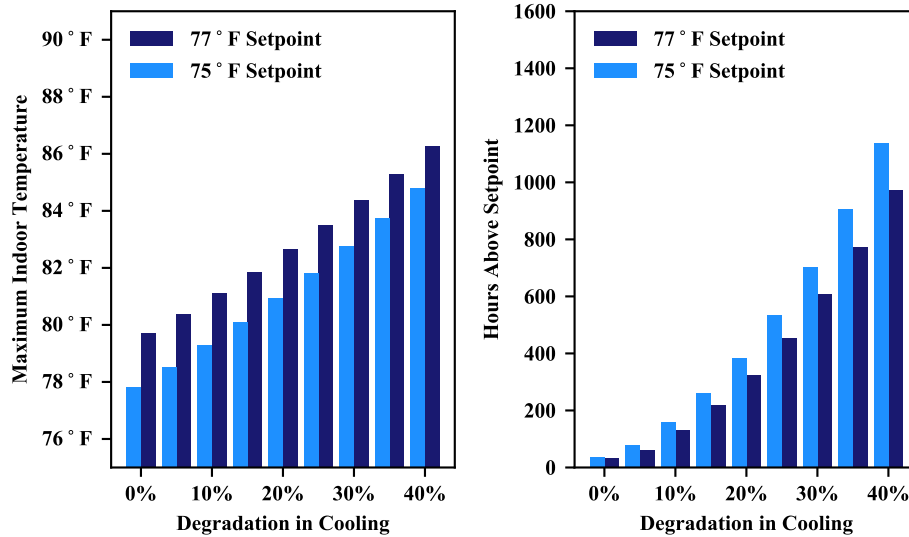 90° F
88° F
86° F
84° F
82° F
80° F
78° F
76° F
Maximum Indoor Temperature
77° F Setpoint
75° F Setpoint
0%
10%
20%
30%
40%
Degradation in Cooling
1600
1400
1200
1000
800
600
400
200
0
Hours Above Setpoint
77° F Setpoint
75° F Setpoint
0%
10%
20%
30%
40%
Degradation in Cooling